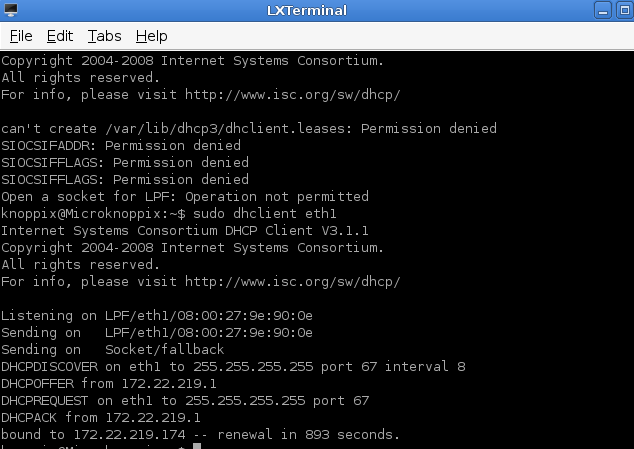 LXTerminal
File Edit Tabs Help
Copyright 2004-2008 Internet Systems Consortium.
All rights reserved.
For info, please visit http://www.isc.org/sw/dhcp/
can't create /var/lib/dhcp3/dhclient.leases: Permission denied
SIOCSIFADDR: Permission denied
SIOCSIFFLAGS: Permission denied
SIOCSIFFLAGS: Permission denied
Open a socket for LPF: Operation not permitted
knoppix@Microknoppix:~$ sudo dhclient eth1
Internet Systems Consortium DHCP Client V3.1.1
Copyright 2004-2008 Internet Systems Consortium.
All rights reserved.
For info, please visit http://www.isc.org/sw/dhcp/
Listening on LPF/eth1/08:00:27:9e:90:0e
Sending on   LPF/eth1/08:00:27:9e:90:0e
Sending on   Socket/fallback
DHCPDISCOVER on eth1 to 255.255.255.255 port 67 interval 8
DHCPOFFER from 172.22.219.1
DHCPREQUEST on eth1 to 255.255.255.255 port 67
DHCPACK from 172.22.219.1
bound to 172.22.219.174 -- renewal in 893 seconds.